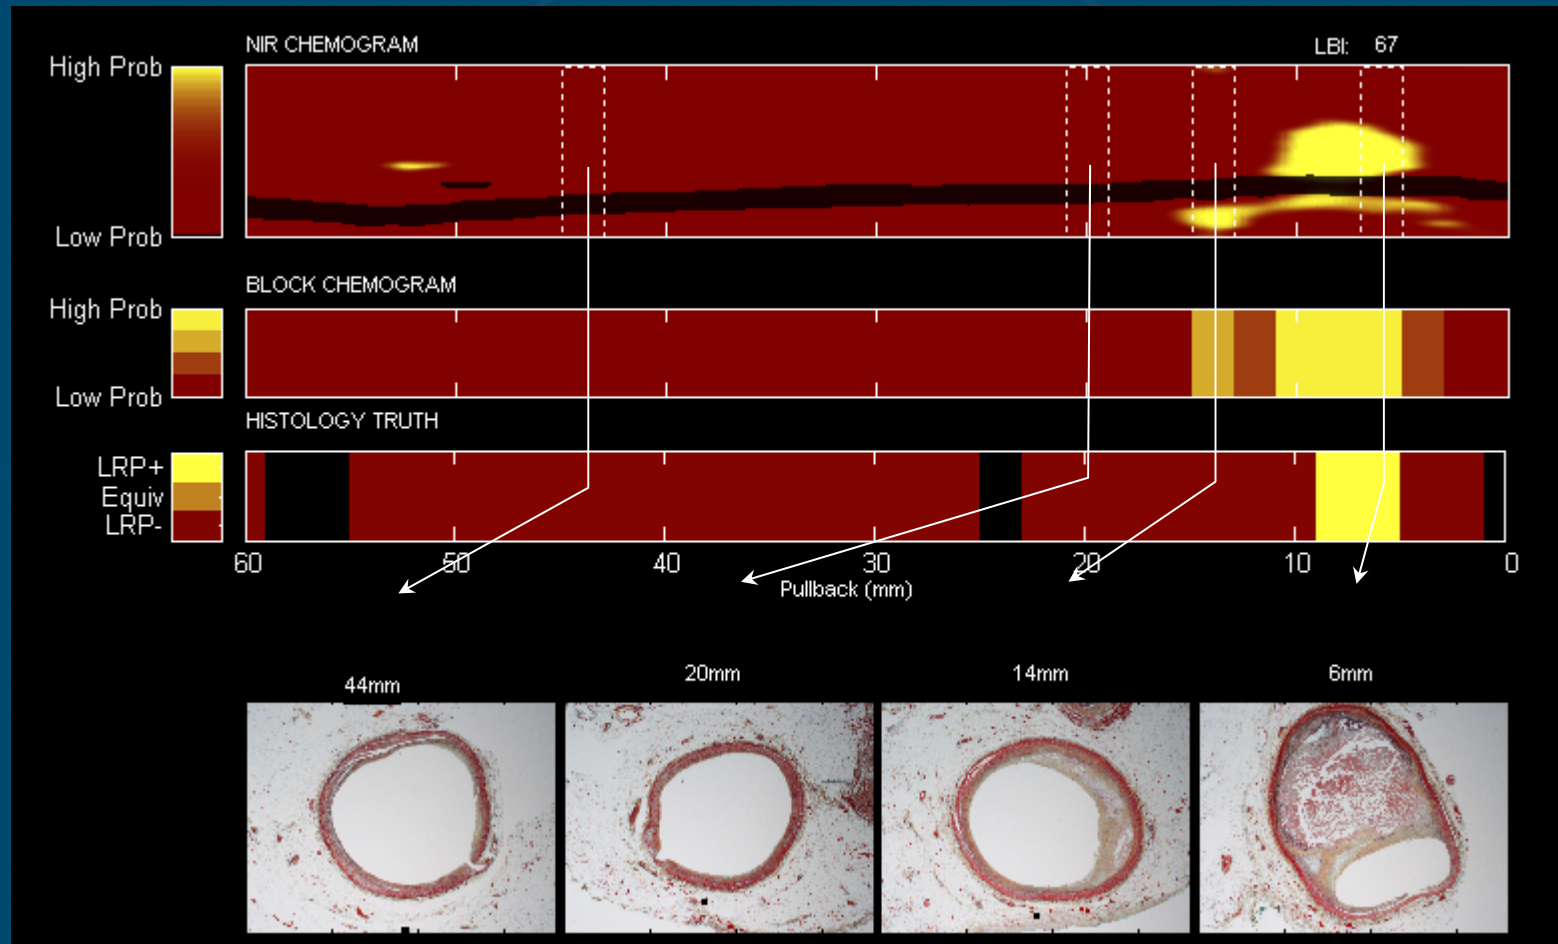 NIR CHEMOGRAM
LBI: 67
High Prob
Low Prob
BLOCK CHEMOGRAM
High Prob
Low Prob
HISTOLOGY TRUTH
LRP+
Equiv
LRP-
60 50 40 30 20 10 0
Pullback (mm)
44mm 20mm 14mm 6mm